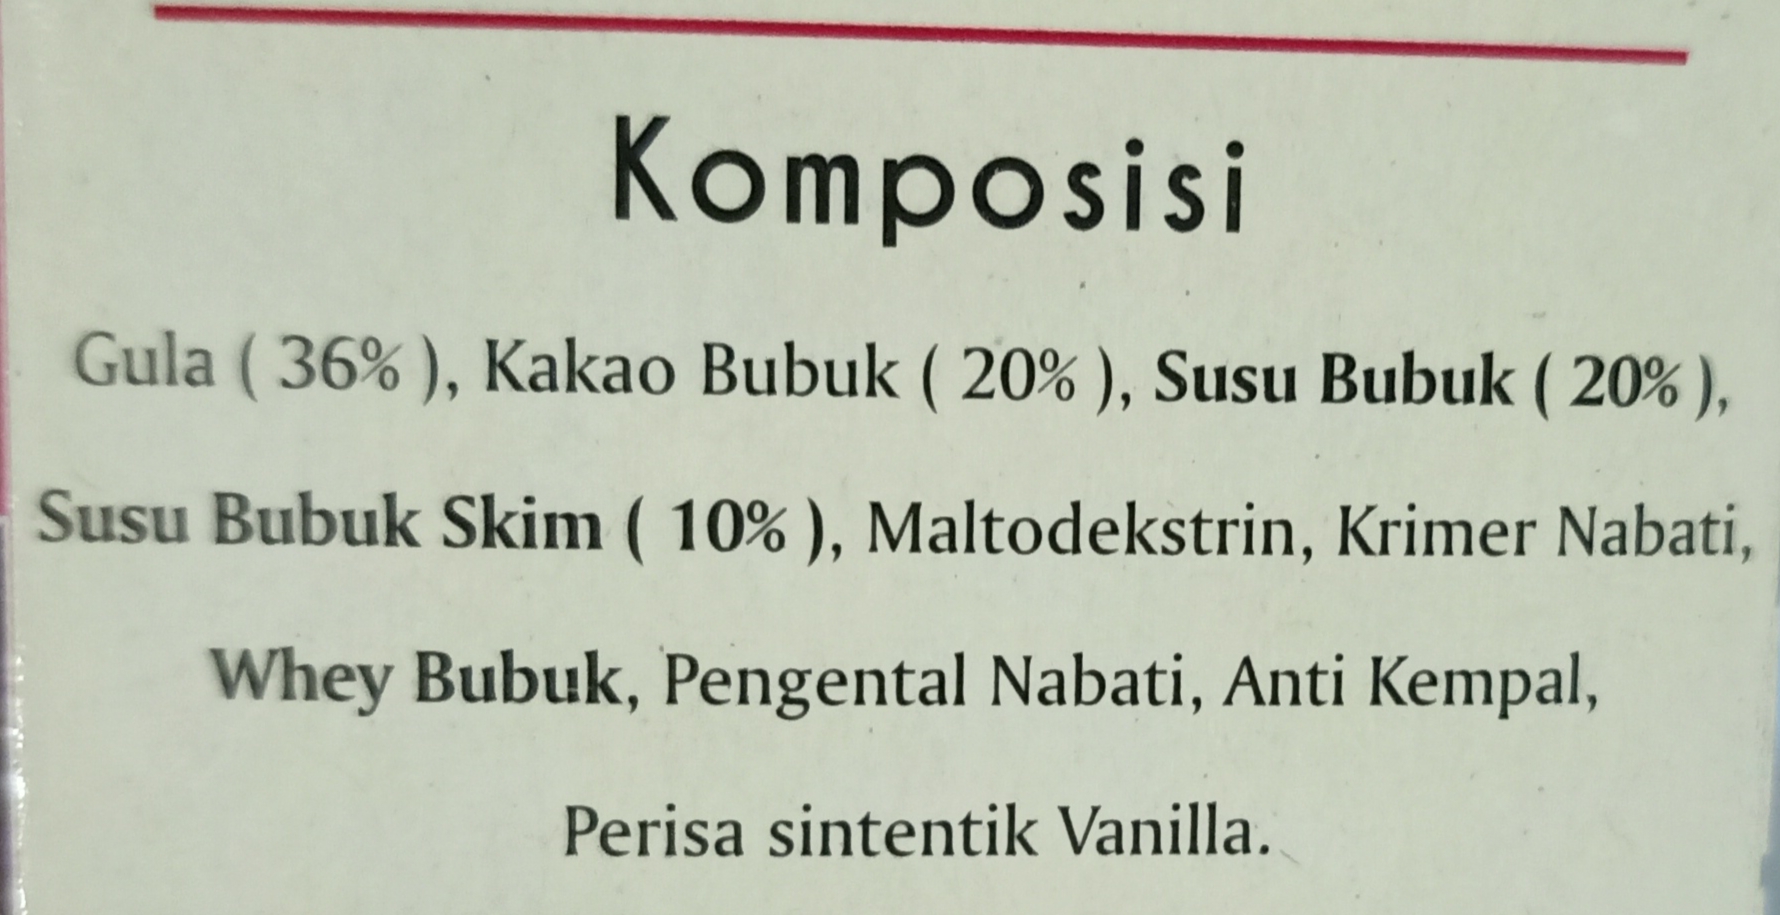 Komposisi
Gula ( 36% ), Kakao Bubuk ( 20% ), Susu Bubuk ( 20% ),
Susu Bubuk Skim ( 10% ), Maltodekstrin, Krimer Nabati,
Whey Bubuk, Pengental Nabati, Anti Kempal,
Perisa sintentik Vanilla.